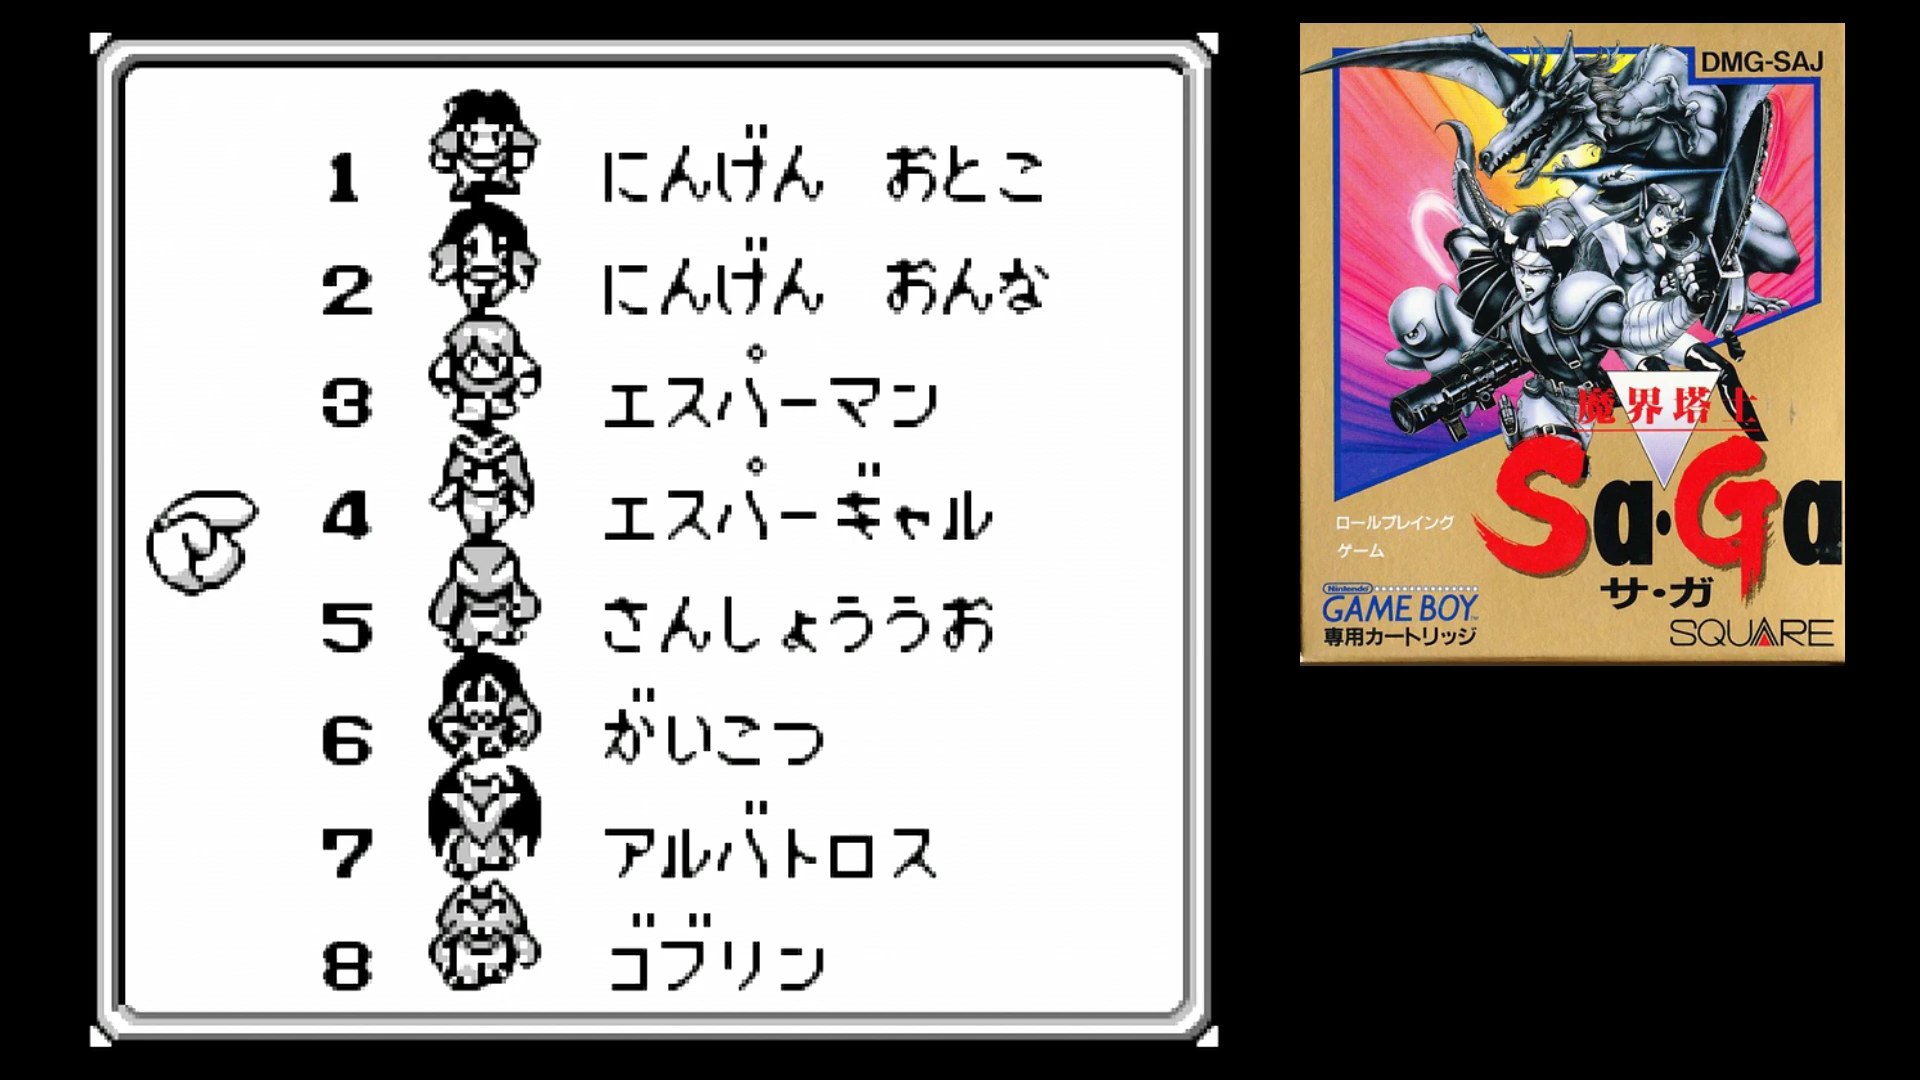 1 にんげん おとこ
2 にんげん おんな
3 エスパーマン
4 エスパーギャル
5 さんしょううお
6 がいこつ
7 アルバトロス
8 ゴブリン
DMG-SAJ
魔界塔士
Sa・Ga
サ・ガ
ロールプレイング
ゲーム
Nintendo
GAME BOY™
専用カートリッジ
SQUARE